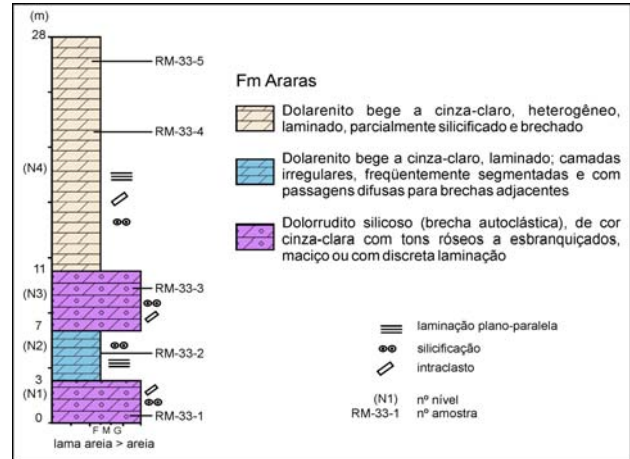 (m)
28
RM-33-5
RM-33-4
(N4)
11
(N3)
RM-33-3
7
(N2)
RM-33-2
3
(N1)
0
RM-33-1
F M G
lama areia > areia
Fm Araras
Dolarenito bege a cinza-claro, heterogêneo,
laminado, parcialmente silicificado e brechado
Dolarenito bege a cinza-claro, laminado; camadas
irregulares, freqüentemente segmentadas e com
passagens difusas para brechas adjacentes
Dolorrudito silicoso (brecha autoclástica), de cor
cinza-clara com tons róseos a esbranquiçados,
maciço ou com discreta laminação
laminação plano-paralela
silicificação
intraclasto
(N1) nº nível
RM-33-1 nº amostra